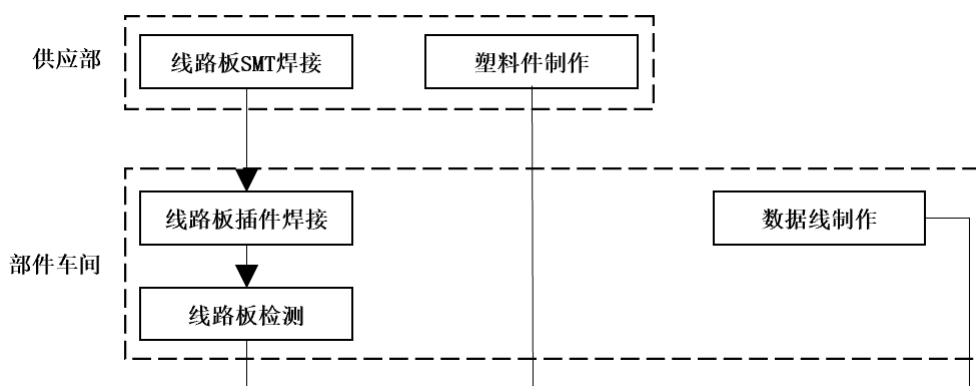 供应部
线路板SMT焊接
塑料件制作
部件车间
线路板插件焊接
数据线制作
线路板检测